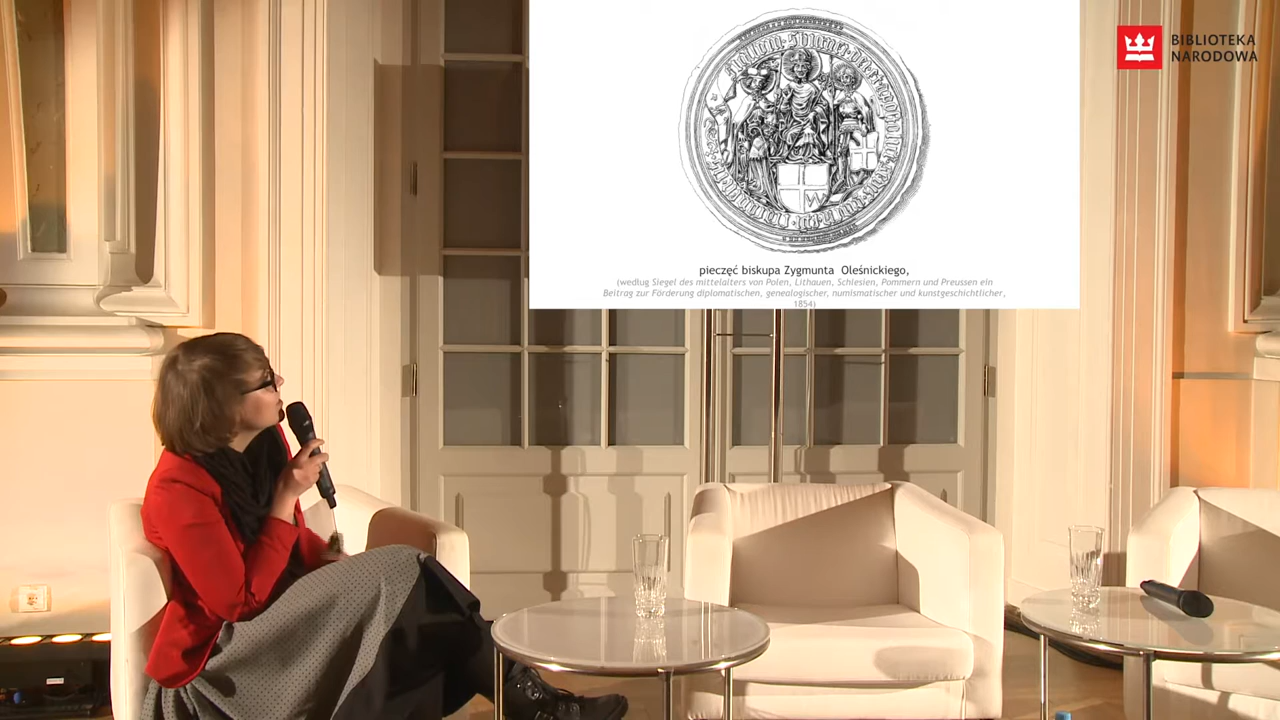 BIBLIOTEKA
NARODOWA
pieczęć biskupa Zygmunta Oleśnickiego,
(według Siegel des mittelalters von Polen, Lithauen, Schlesien, Pommern und Preussen ein
Beitrag zur Förderung diplomatischen, genealogischer, numismatischer und kunstgeschichtlicher,
1854)